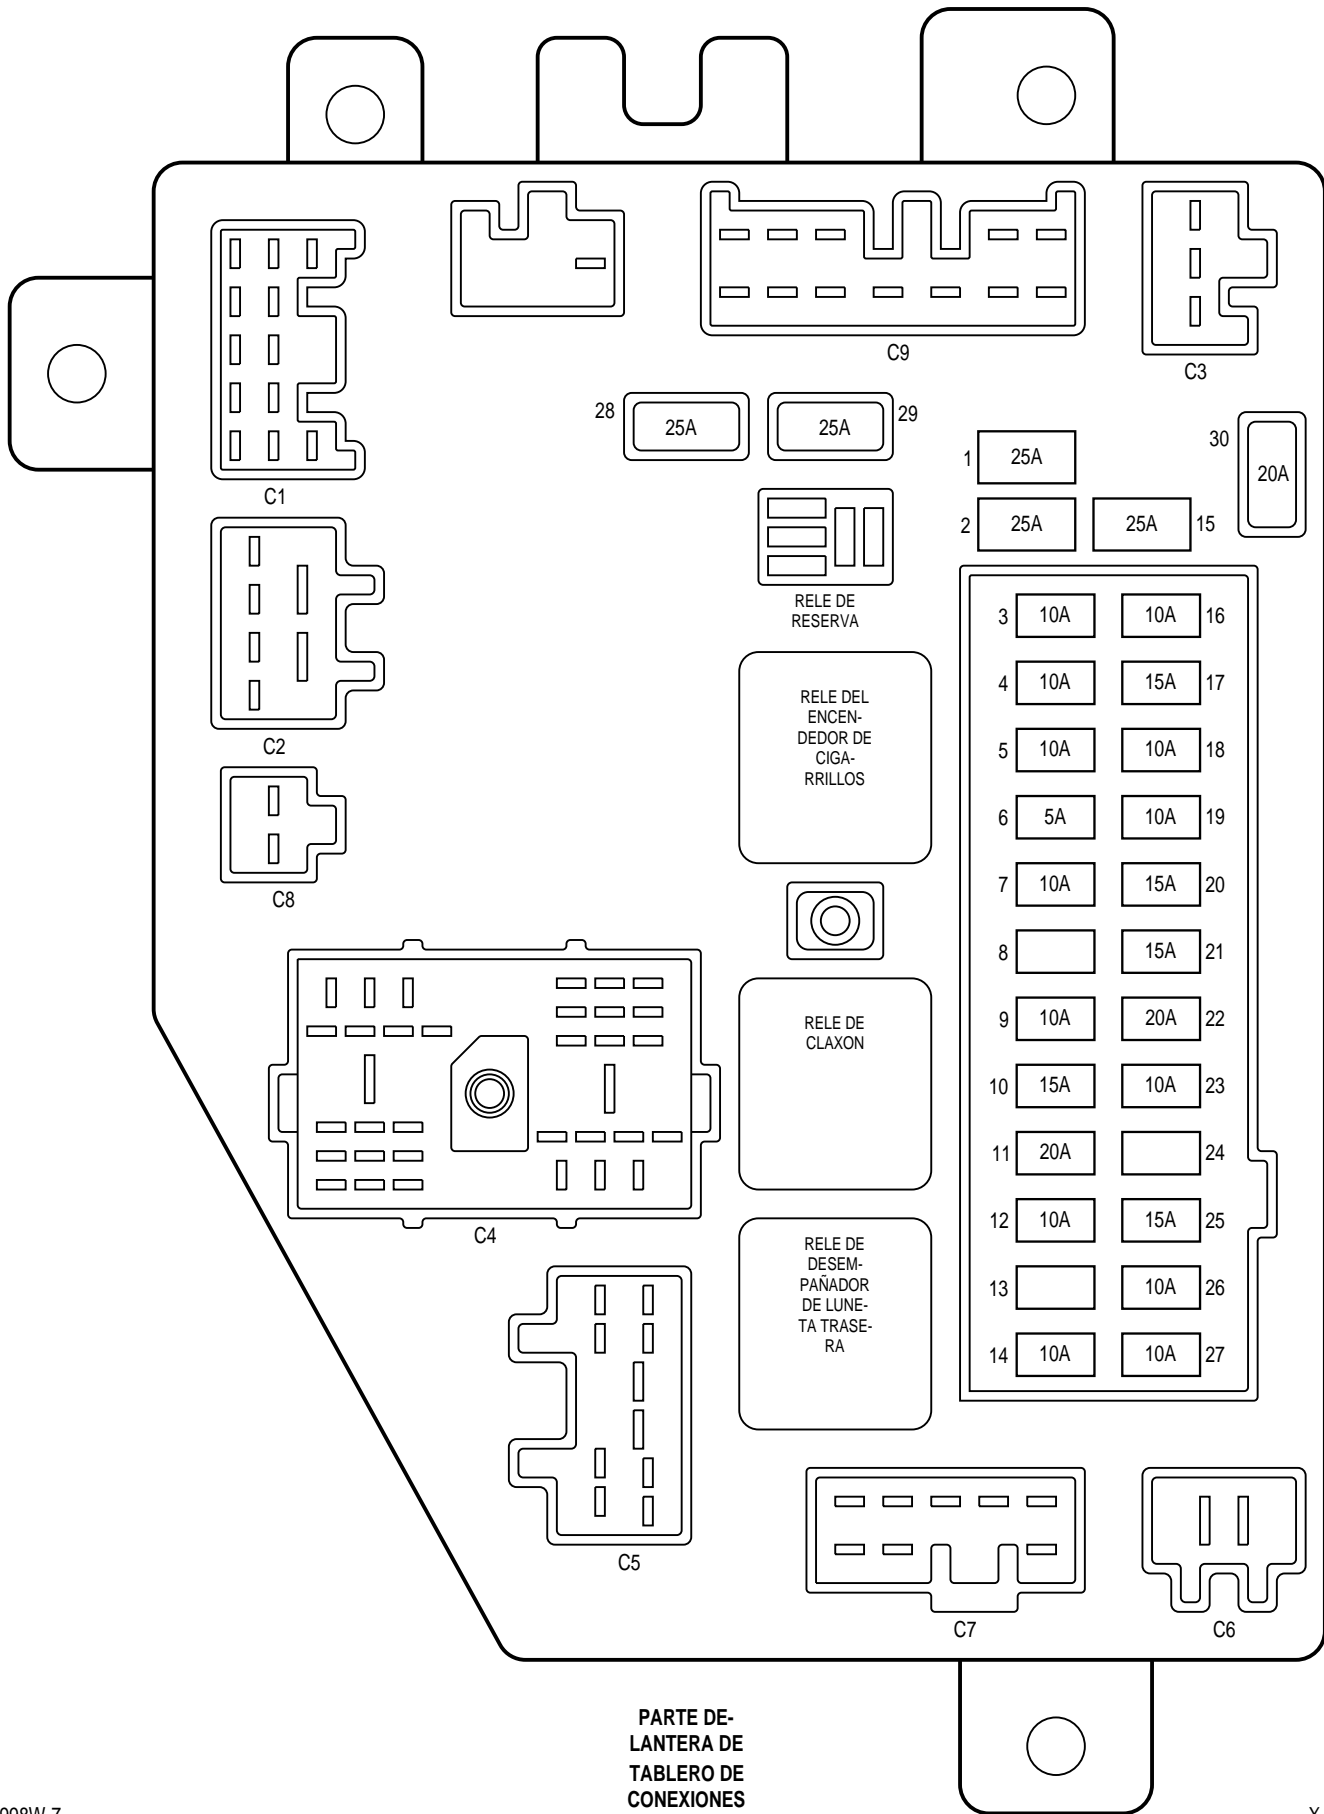 C9
C3
28
25A
25A
29
1
25A
30
20A
C1
2
25A
25A
15
RELE DE
RESERVA
3
10A
10A
16
RELE DEL
ENCEN-
DEDOR DE
CIGA-
RRILLOS
4
10A
15A
17
C2
5
10A
10A
18
6
5A
10A
19
C8
7
10A
15A
20
8
15A
21
RELE DE
CLAXON
9
10A
20A
22
10
15A
10A
23
11
20A
24
C4
12
10A
15A
25
RELE DE
DESEM-
PAÑADOR
DE LUNE-
TA TRASE-
RA
13
10A
26
14
10A
10A
27
C5
C7
C6
PARTE DE-
LANTERA DE
TABLERO DE
CONEXIONES